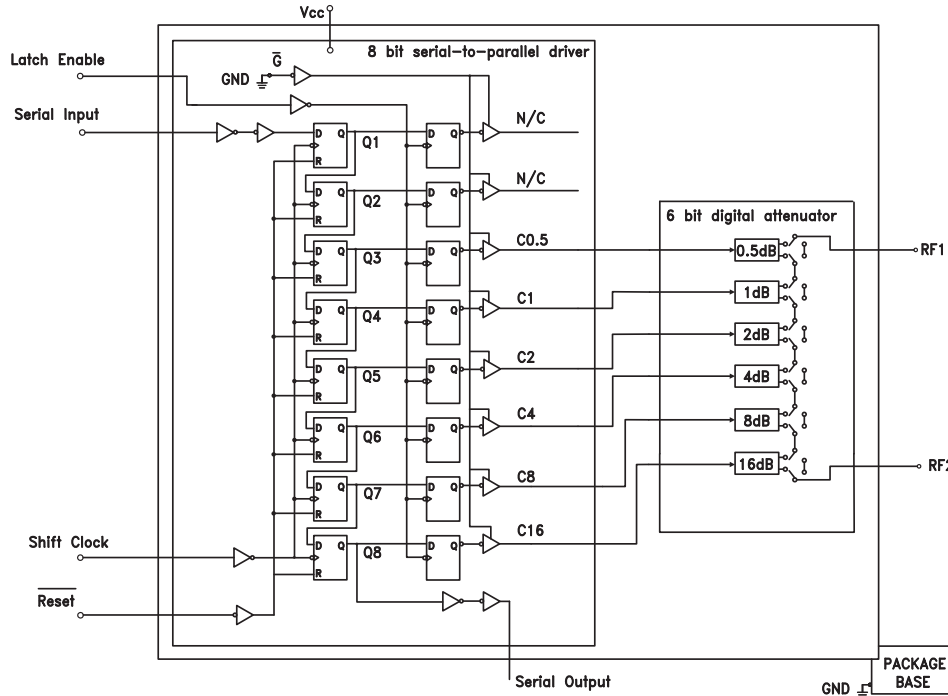 Vcc
8 bit serial-to-parallel driver
G
GND
Latch Enable
Serial Input
D Q
R
Q1
D Q
N/C
D Q
R
Q2
D Q
N/C
D Q
R
Q3
D Q
C0.5
D Q
R
Q4
D Q
C1
D Q
R
Q5
D Q
C2
D Q
R
Q6
D Q
C4
D Q
R
Q7
D Q
C8
D Q
R
Q8
D Q
C16
6 bit digital attenuator
0.5dB
1dB
2dB
4dB
8dB
16dB
RF1
RF2
Shift Clock
Reset
Serial Output
GND
PACKAGE
BASE